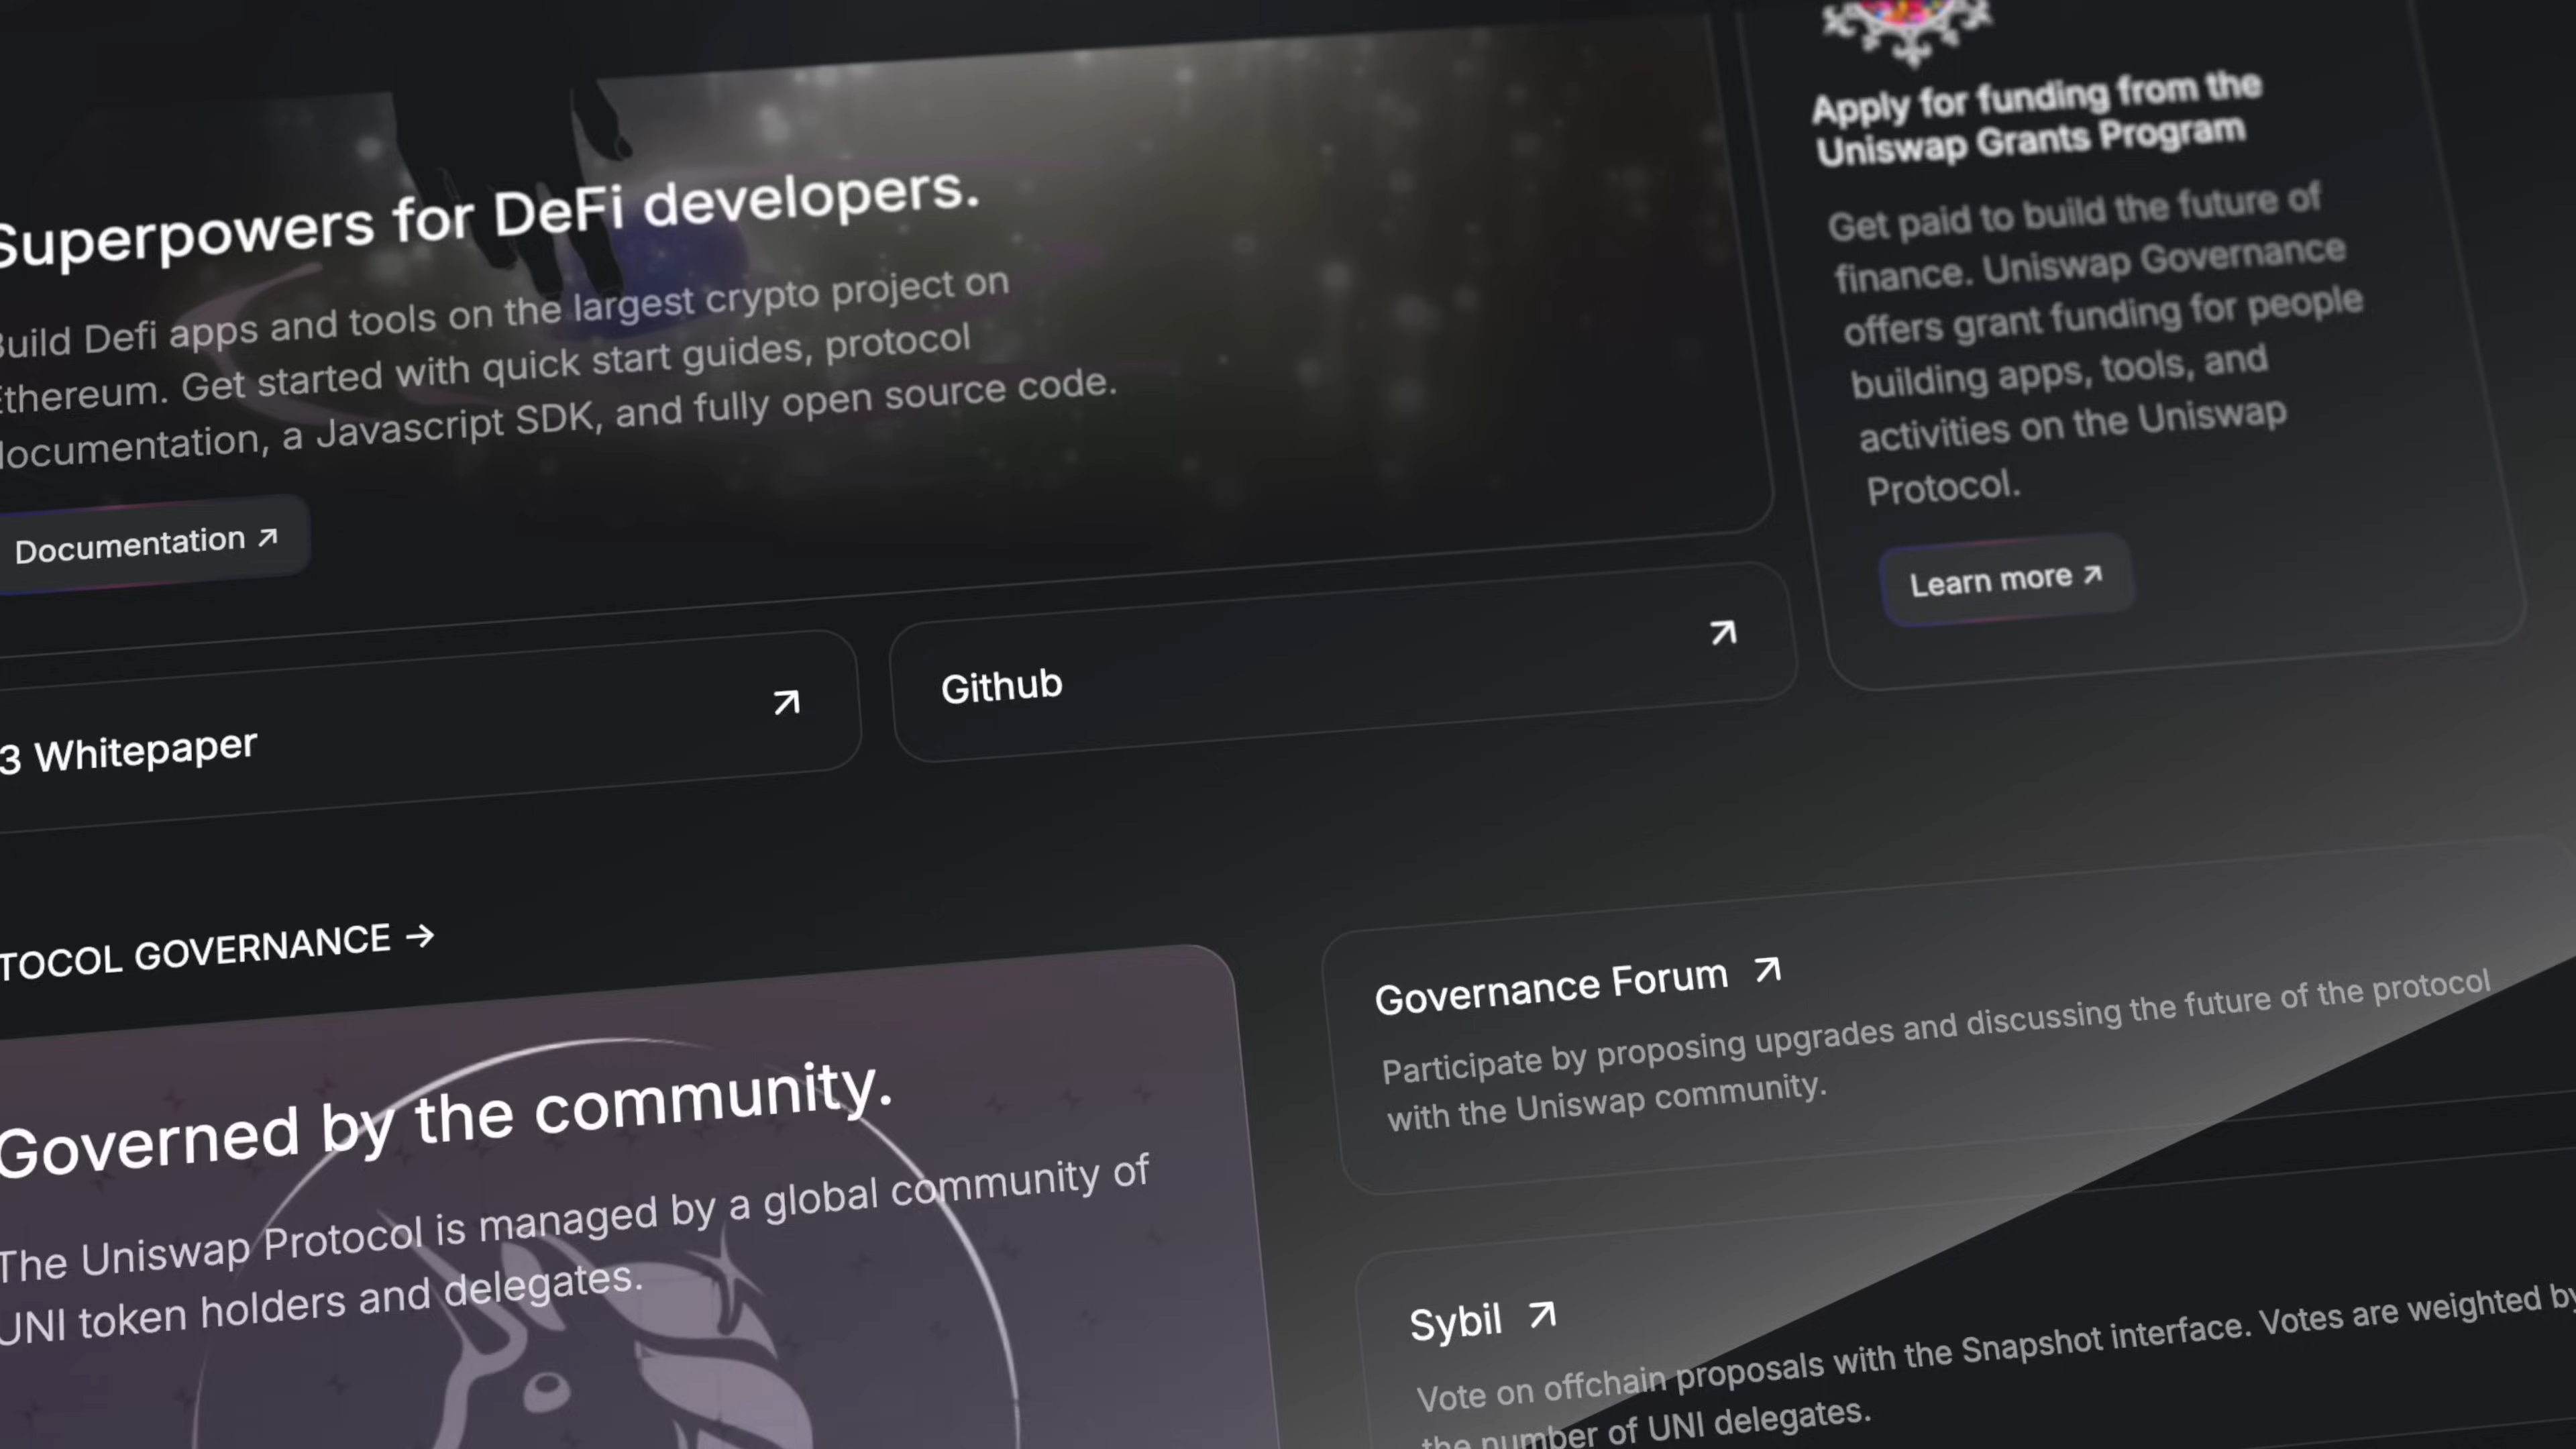 Superpowers for DeFi developers.
Build Defi apps and tools on the largest crypto project on
Ethereum. Get started with quick start guides, protocol
documentation, a Javascript SDK, and fully open source code.
Documentation ↗
3 Whitepaper ↗
Github ↗
Apply for funding from the
Uniswap Grants Program
Get paid to build the future of
finance. Uniswap Governance
offers grant funding for people
building apps, tools, and
activities on the Uniswap
Protocol.
Learn more ↗
TOCOL GOVERNANCE →
Governed by the community.
The Uniswap Protocol is managed by a global community of
UNI token holders and delegates.
Governance Forum ↗
Participate by proposing upgrades and discussing the future of the protocol
with the Uniswap community.
Sybil ↗
Vote on offchain proposals with the Snapshot interface. Votes are weighted by
the number of UNI delegates.